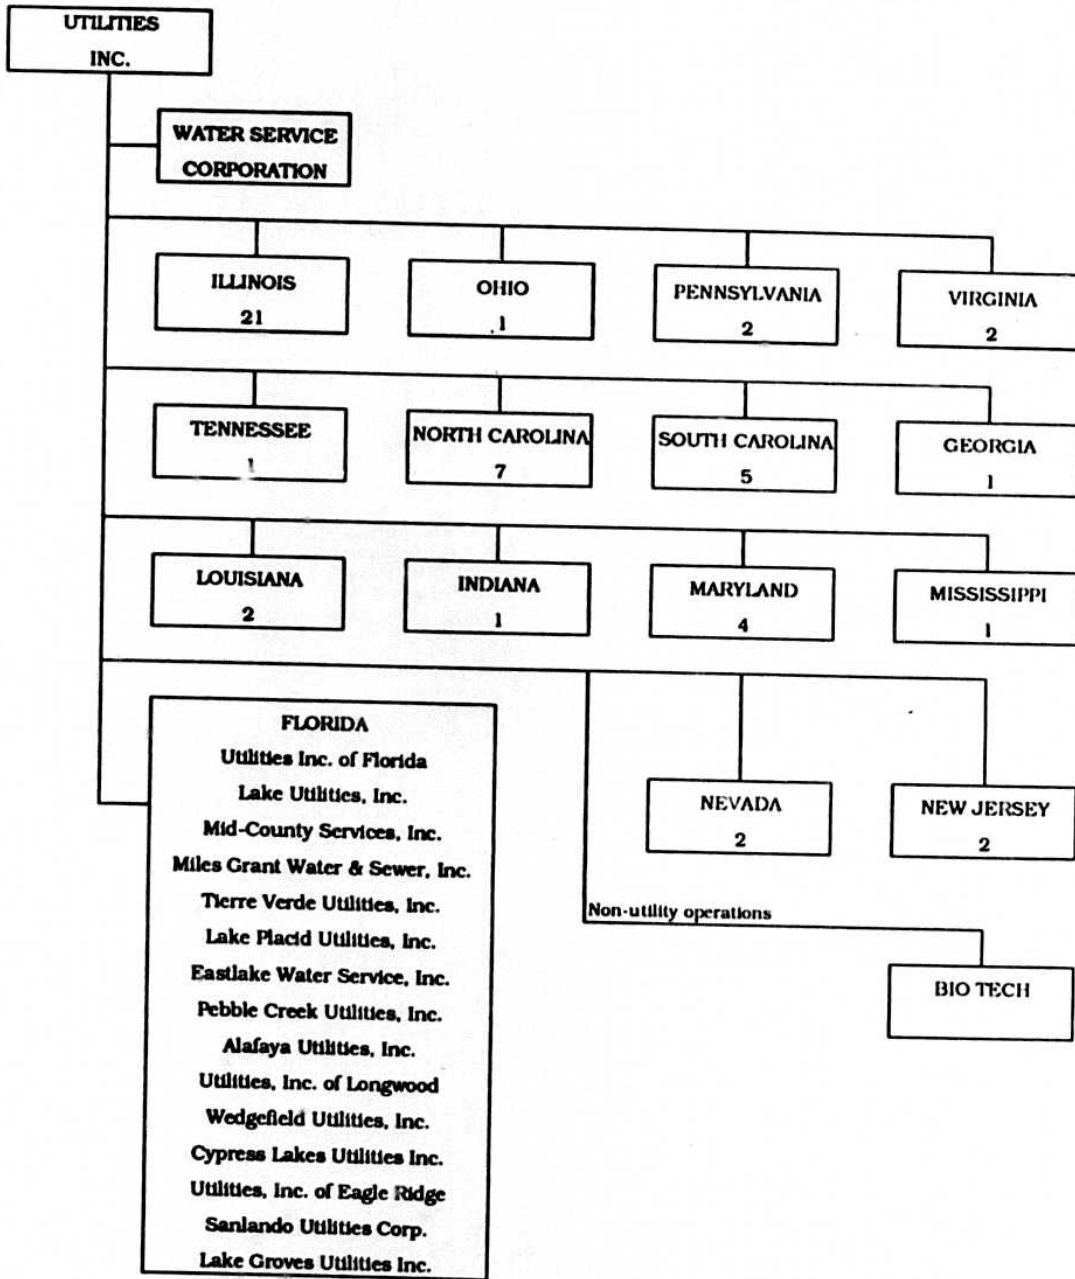 UTILITIES
INC.
WATER SERVICE
CORPORATION
ILLINOIS
21
OHIO
1
PENNSYLVANIA
2
VIRGINIA
2
TENNESSEE
1
NORTH CAROLINA
7
SOUTH CAROLINA
5
GEORGIA
1
LOUISIANA
2
INDIANA
1
MARYLAND
4
MISSISSIPPI
1
FLORIDA
Utilities Inc. of Florida
Lake Utilities, Inc.
Mid-County Services, Inc.
Miles Grant Water & Sewer, Inc.
Tierre Verde Utilities, Inc.
Lake Placid Utilities, Inc.
Eastlake Water Service, Inc.
Pebble Creek Utilities, Inc.
Alafaya Utilities, Inc.
Utilities, Inc. of Longwood
Wedgefield Utilities, Inc.
Cypress Lakes Utilities Inc.
Utilities, Inc. of Eagle Ridge
Sanlando Utilities Corp.
Lake Groves Utilities Inc.
NEVADA
2
NEW JERSEY
2
Non-utility operations
BIO TECH